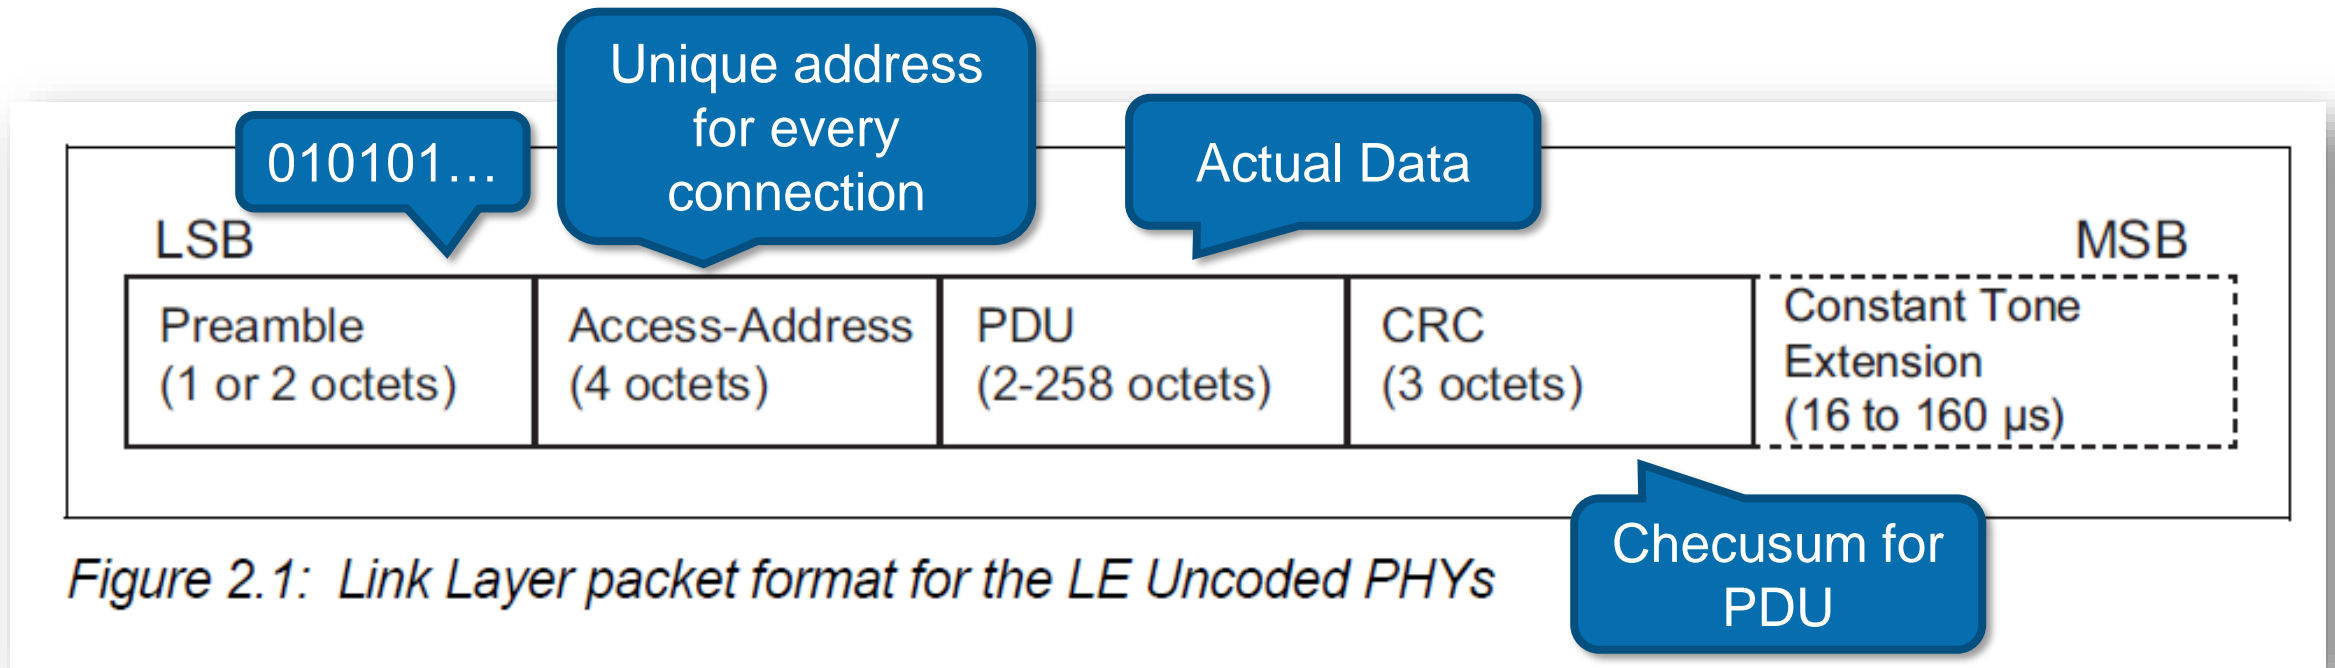 Unique address
for every
connection
010101...
Actual Data
LSB
MSB
Preamble
(1 or 2 octets)
Access-Address
(4 octets)
PDU
(2-258 octets)
CRC
(3 octets)
Constant Tone
Extension
(16 to 160 µs)
Checusum for
PDU
Figure 2.1: Link Layer packet format for the LE Uncoded PHYs